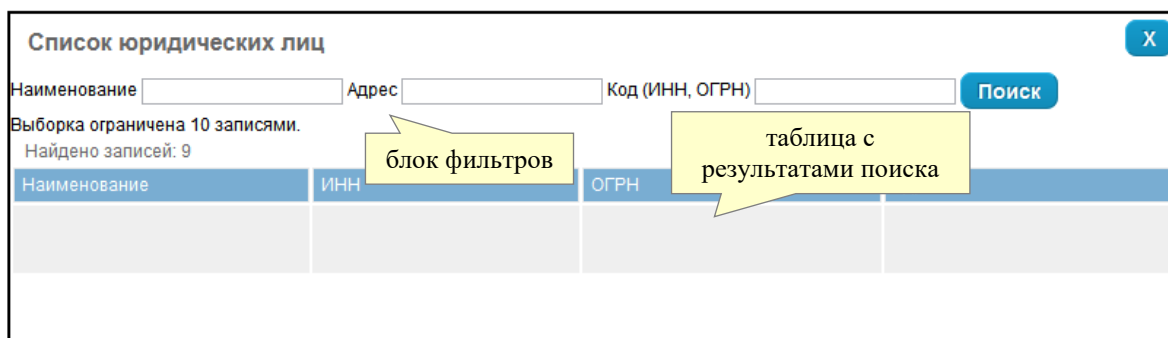 Список юридических лиц
X
Наименование Адрес Код (ИНН, ОГРН) Поиск
Выборка ограничена 10 записями.
Найдено записей: 9
блок фильтров
таблица с
результатами поиска
Наименование ИНН ОГРН